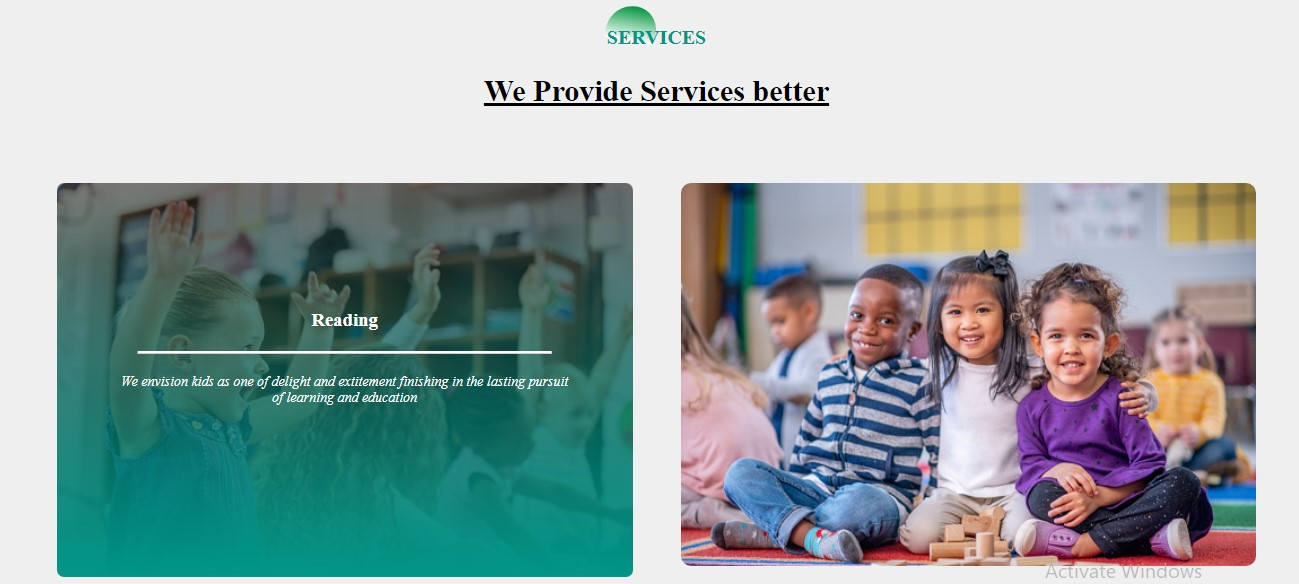 SERVICES
We Provide Services better
Reading
We envision kids as one of delight and extitement finishing in the lasting pursuit
of learning and education
Activate Windows